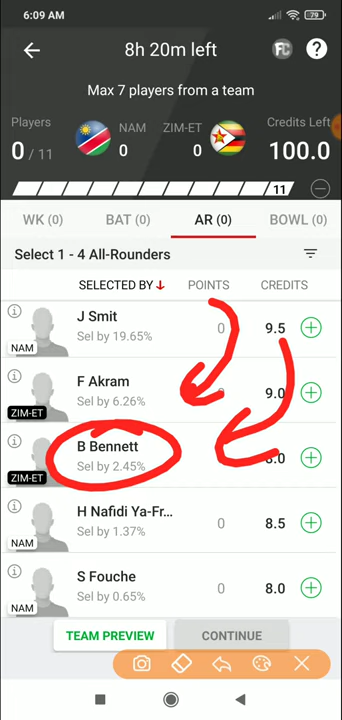 6:09 AM
79
8h 20m left
FC
?
Max 7 players from a team
Players
NAM
ZIM-ET
Credits Left
0 / 11
0
0
100.0
11
WK (0)
BAT (0)
AR (0)
BOWL (0)
Select 1 - 4 All-Rounders
SELECTED BY
POINTS
CREDITS
J Smit
Sel by 19.65%
0
9.5
NAM
F Akram
Sel by 6.26%
9.0
ZIM-ET
B Bennett
Sel by 2.45%
8.0
ZIM-ET
H Nafidi Ya-Fr...
Sel by 1.37%
0
8.5
NAM
S Fouche
Sel by 0.65%
0
8.0
NAM
TEAM PREVIEW
CONTINUE